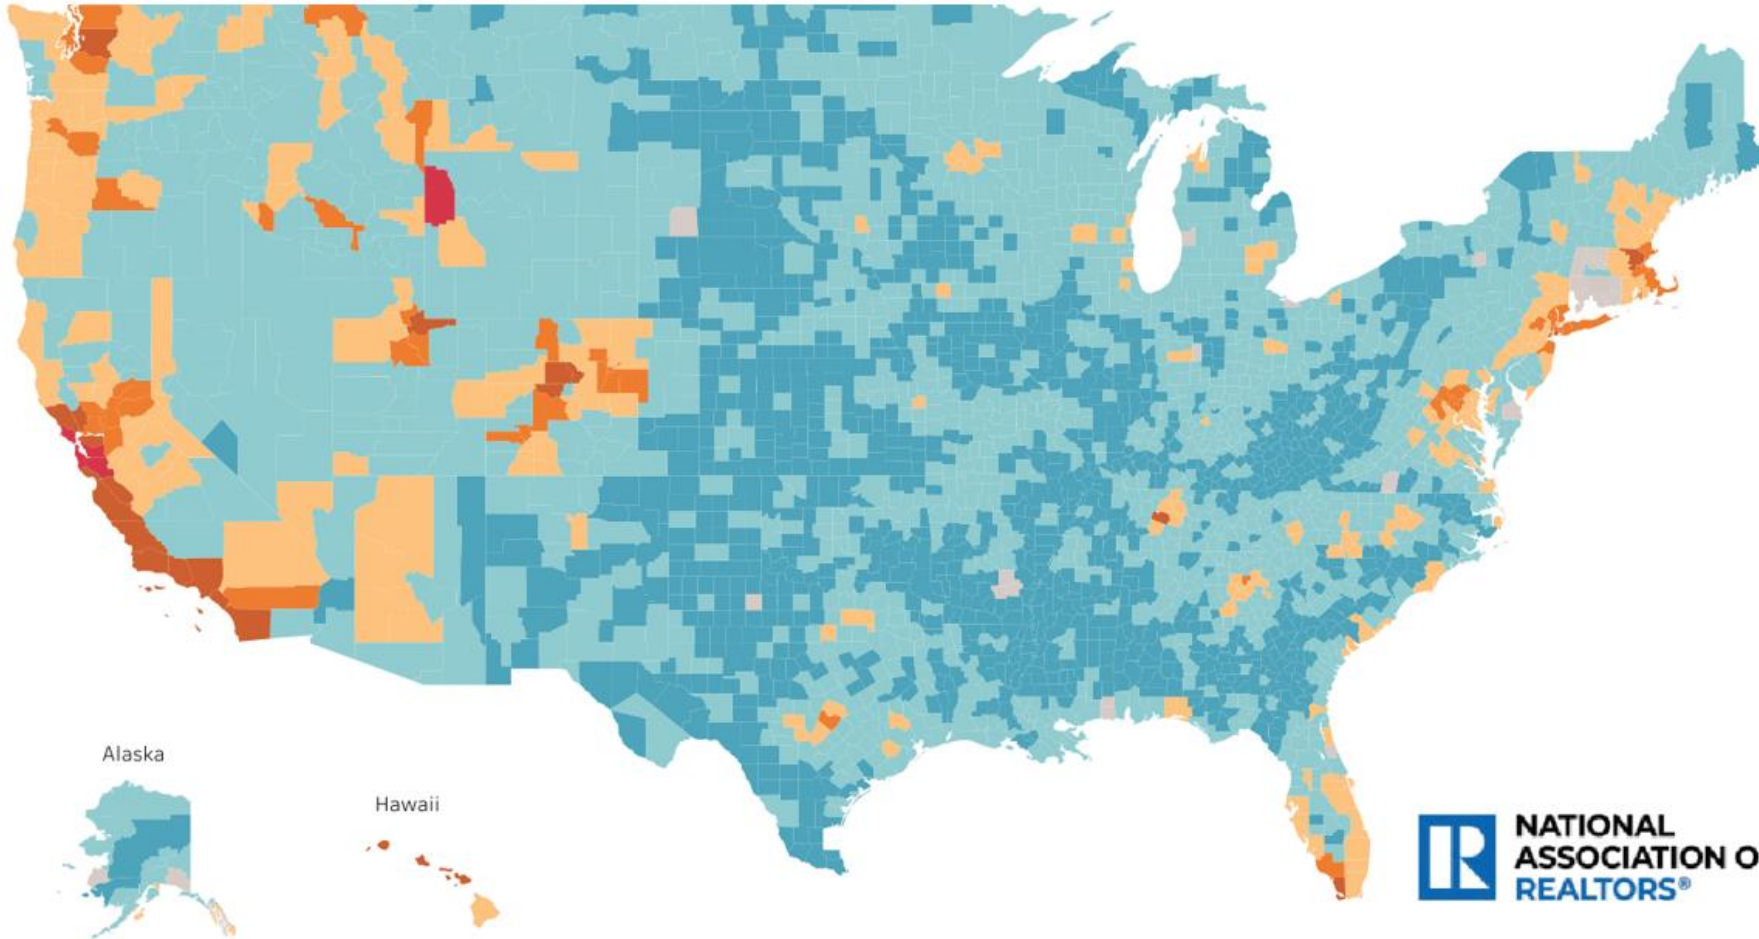 Alaska
Hawaii
NATIONAL
ASSOCIATION O
REALTORS®